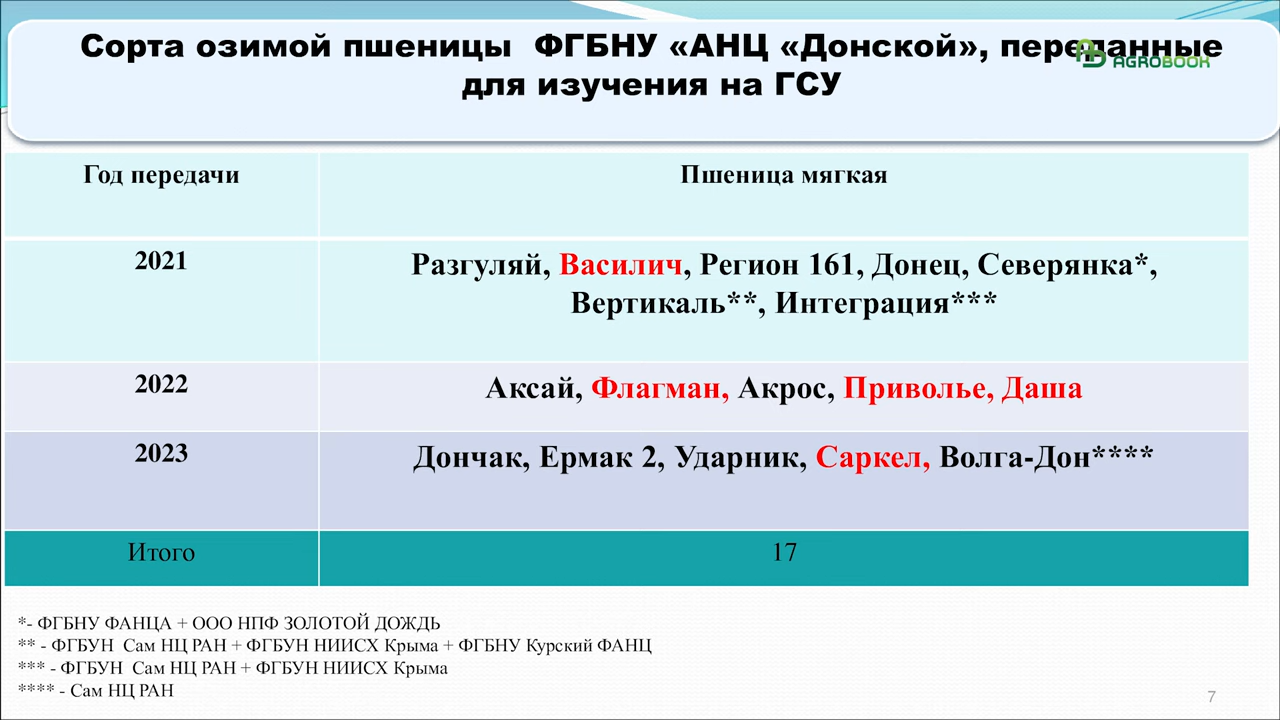 Сорта озимой пшеницы ФГБНУ «АНЦ «Донской», переданные
AGROBOOK
для изучения на ГСУ
Год передачи
Пшеница мягкая
2021
Разгуляй, Василич, Регион 161, Донец, Северянка*,
Вертикаль**, Интеграция***
2022
Аксай, Флагман, Акрос, Приволье, Даша
2023
Дончак, Ермак 2, Ударник, Саркел, Волга-Дон****
Итого
17
*- ФГБНУ ФАНЦА + ООО НПФ ЗОЛОТОЙ ДОЖДЬ
** - ФГБУН Сам НЦ РАН + ФГБУН НИИСХ Крыма + ФГБНУ Курский ФАНЦ
*** - ФГБУН Сам НЦ РАН + ФГБУН НИИСХ Крыма
**** - Сам НЦ РАН
7